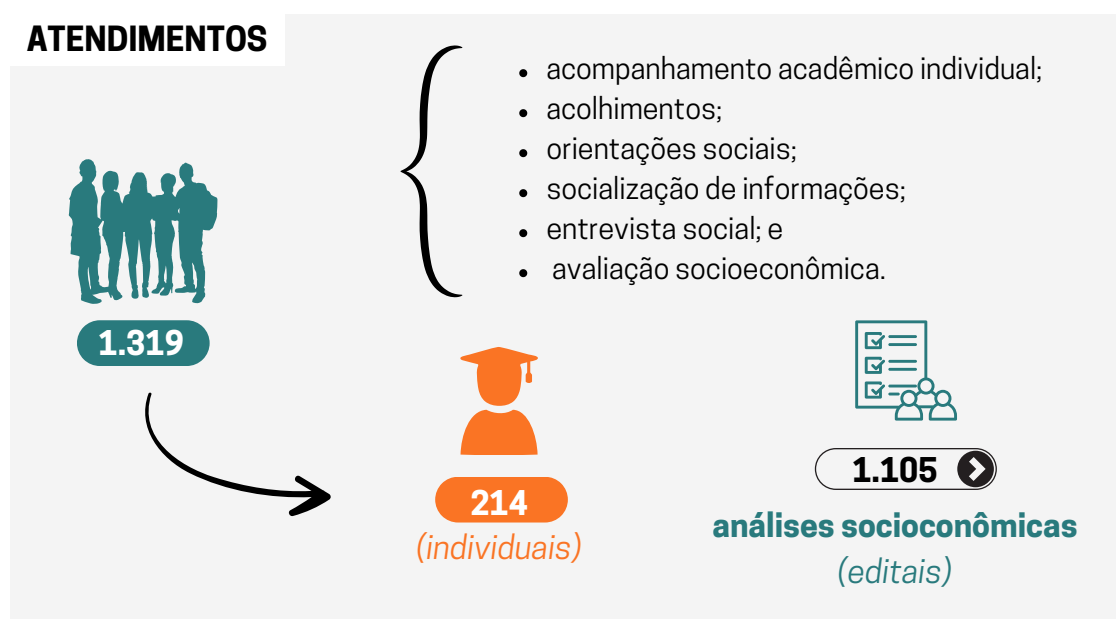 ATENDIMENTOS
• acompanhamento acadêmico individual;
• acolhimentos;
• orientações sociais;
• socialização de informações;
• entrevista social; e
• avaliação socioeconômica.
1.319
214
(individuais)
1.105
análises socioconômicas
(editais)